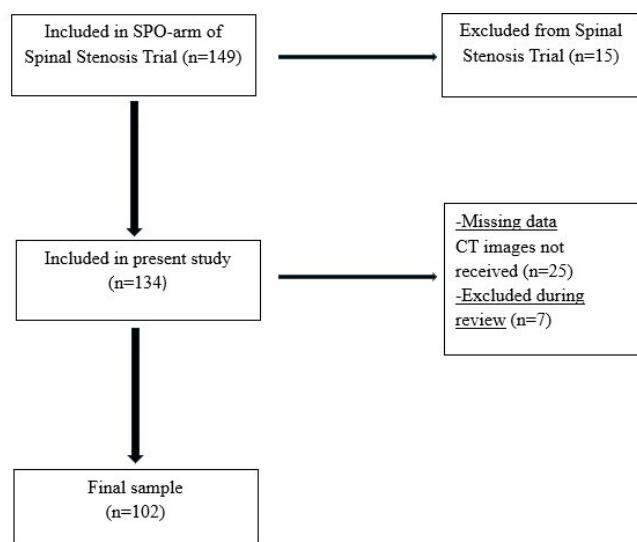 Included in SPO-arm of
Spinal Stenosis Trial (n=149)
Excluded from Spinal
Stenosis Trial (n=15)
Included in present study
(n=134)
-Missing data
CT images not
received (n=25)
-Excluded during
review (n=7)
Final sample
(n=102)